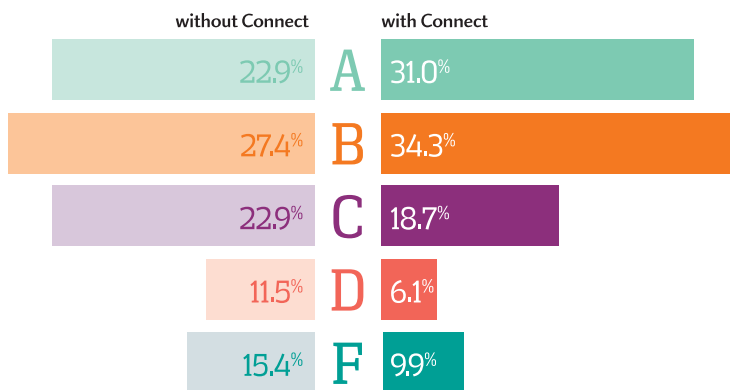 without Connect with Connect
22.9% A 31.0%
27.4% B 34.3%
22.9% C 18.7%
11.5% D 6.1%
15.4% F 9.9%